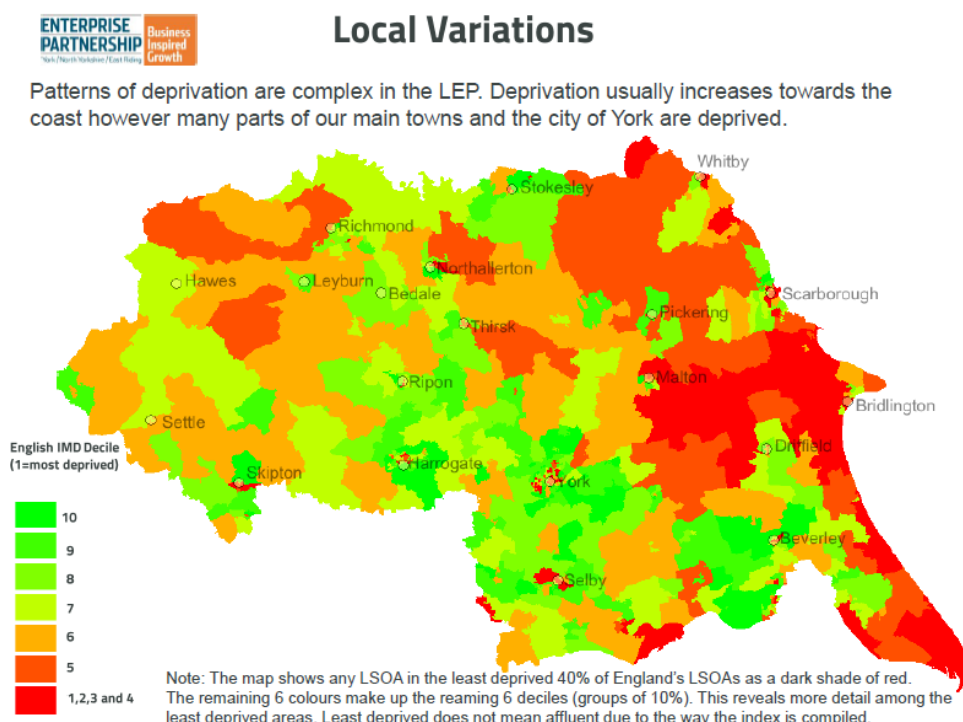 ENTERPRISE
PARTNERSHIP
York / North Yorkshire / East Riding
Business
Inspired
Growth
Local Variations
Patterns of deprivation are complex in the LEP. Deprivation usually increases towards the
coast however many parts of our main towns and the city of York are deprived.
Whitby
Stokesley
Richmond
Northallerton
Hawes
Leyburn
Bedale
Scarborough
Pickering
Thirsk
Ripon
Malton
Bridlington
Settle
Driffield
Harrogate
Skipton
York
Beverley
Selby
English IMD Decile
(1=most deprived)
10
9
8
7
6
5
1,2,3 and 4
Note: The map shows any LSOA in the least deprived 40% of England's LSOAs as a dark shade of red.
The remaining 6 colours make up the reaming 6 deciles (groups of 10%). This reveals more detail among the
least deprived areas. Least deprived does not mean affluent due to the way the index is compiled.